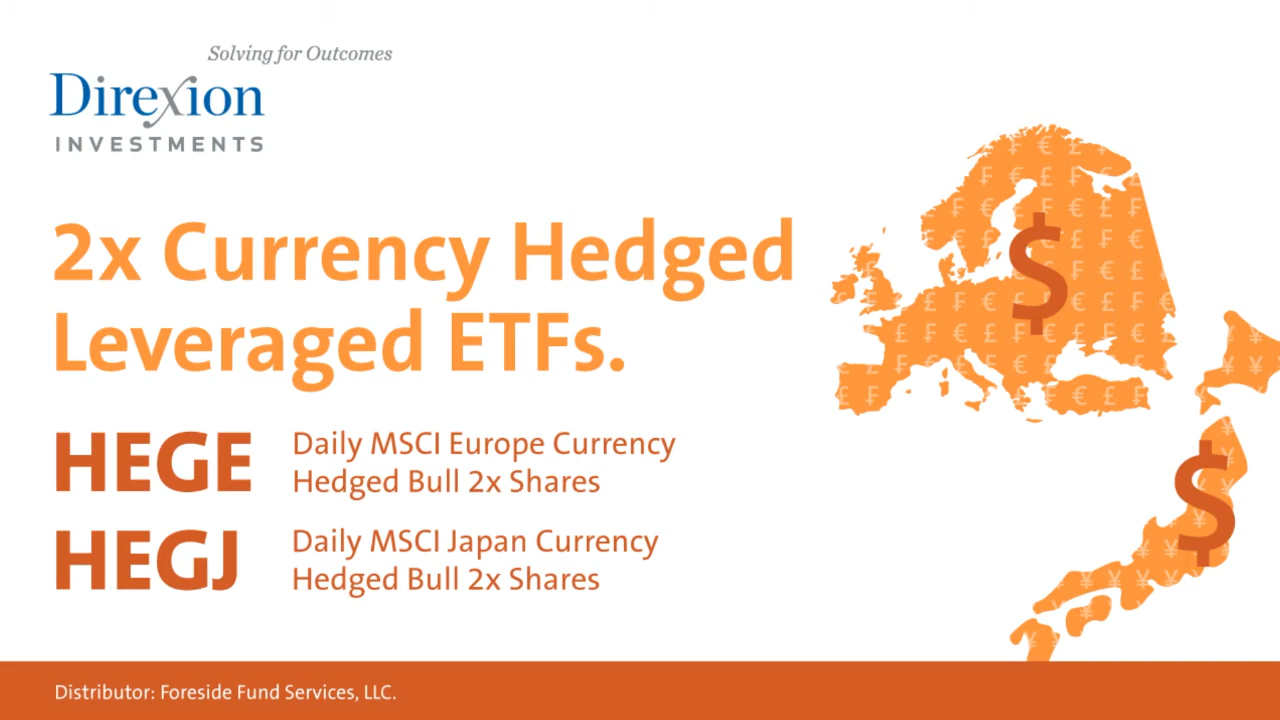 Solving for Outcomes
Direxion
INVESTMENTS
2x Currency Hedged
Leveraged ETFs.
HEGE
Daily MSCI Europe Currency
Hedged Bull 2x Shares
HEGJ
Daily MSCI Japan Currency
Hedged Bull 2x Shares
$
$
Distributor: Foreside Fund Services, LLC.